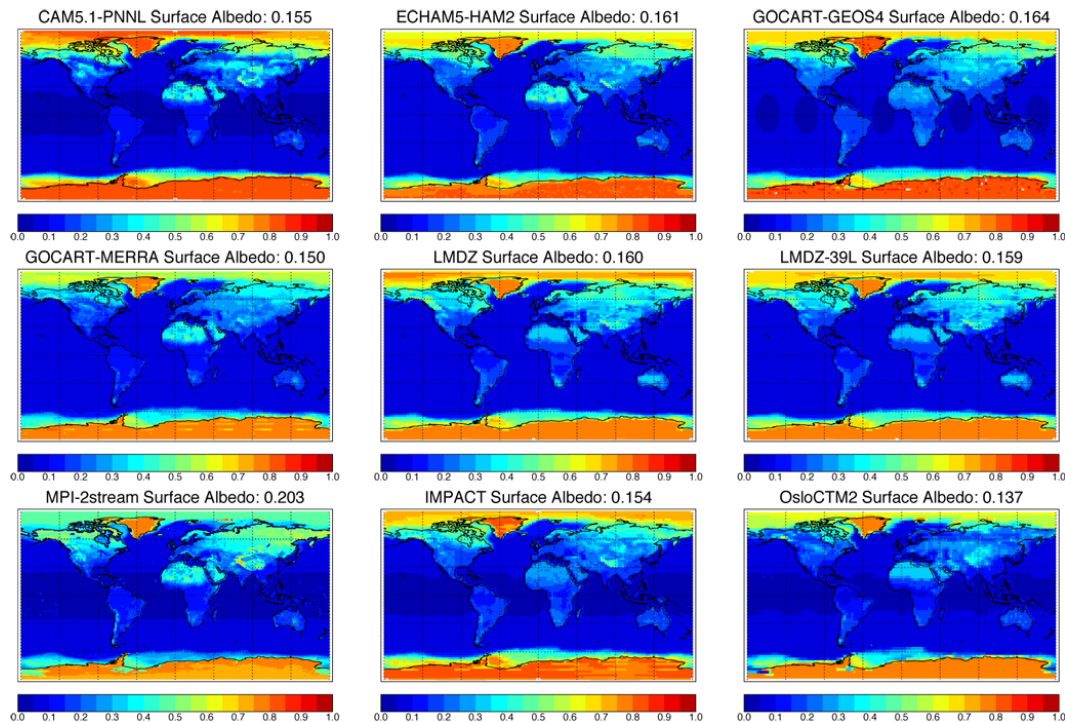 CAM5.1-PNNL Surface Albedo: 0.155
ECHAM5-HAM2 Surface Albedo: 0.161
GOCART-GEOS4 Surface Albedo: 0.164
0.0 0.1 0.2 0.3 0.4 0.5 0.6 0.7 0.8 0.9 1.0
0.0 0.1 0.2 0.3 0.4 0.5 0.6 0.7 0.8 0.9 1.0
0.0 0.1 0.2 0.3 0.4 0.5 0.6 0.7 0.8 0.9 1.0
GOCART-MERRA Surface Albedo: 0.150
LMDZ Surface Albedo: 0.160
LMDZ-39L Surface Albedo: 0.159
0.0 0.1 0.2 0.3 0.4 0.5 0.6 0.7 0.8 0.9 1.0
0.0 0.1 0.2 0.3 0.4 0.5 0.6 0.7 0.8 0.9 1.0
0.0 0.1 0.2 0.3 0.4 0.5 0.6 0.7 0.8 0.9 1.0
MPI-2stream Surface Albedo: 0.203
IMPACT Surface Albedo: 0.154
OsloCTM2 Surface Albedo: 0.137
0.0 0.1 0.2 0.3 0.4 0.5 0.6 0.7 0.8 0.9 1.0
0.0 0.1 0.2 0.3 0.4 0.5 0.6 0.7 0.8 0.9 1.0
0.0 0.1 0.2 0.3 0.4 0.5 0.6 0.7 0.8 0.9 1.0